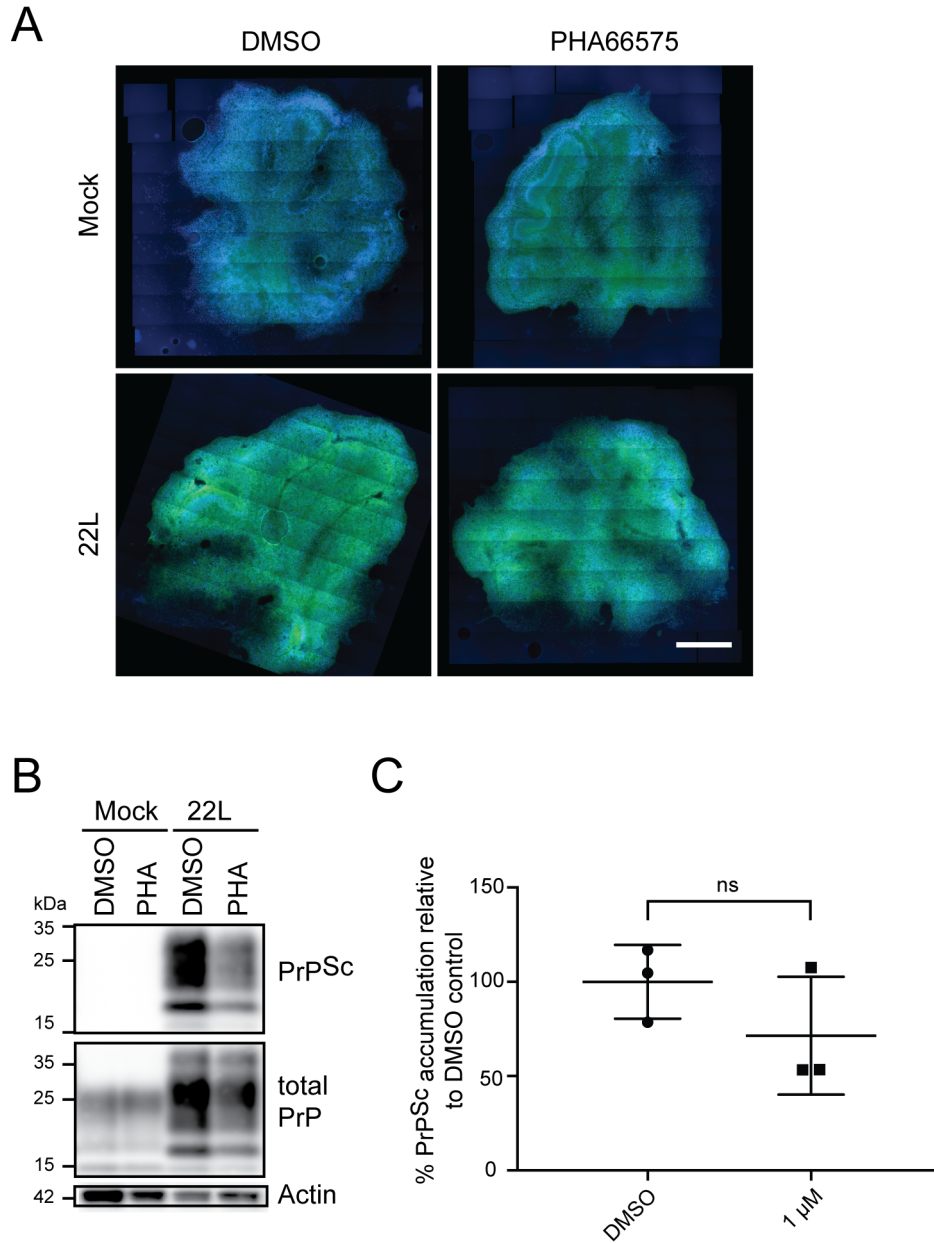 A
DMSO PHA66575
Mock
22L
B
Mock 22L
DMSO PHA DMSO PHA
kDa
35
25
15
PrPSc
35
25
15
total
PrP
42
Actin
C
% PrPSc accumulation relative
to DMSO control
150
100
50
0
ns
DMSO
1 µM